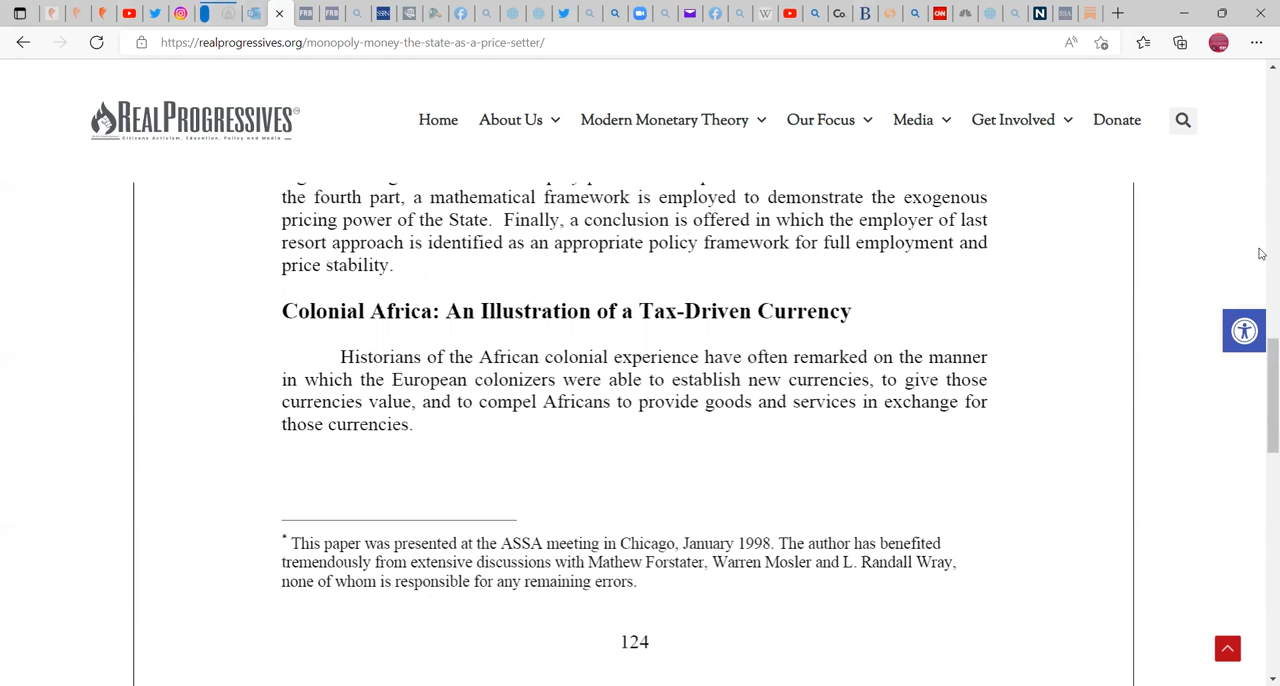 https://realprogressives.org/monopoly-money-the-state-as-a-price-setter/
REALPROGRESSIVES
Citizens Activism, Education, Policy and Media
Home About Us Modern Monetary Theory Our Focus Media Get Involved Donate
the fourth part, a mathematical framework is employed to demonstrate the exogenous
pricing power of the State. Finally, a conclusion is offered in which the employer of last
resort approach is identified as an appropriate policy framework for full employment and
price stability.
Colonial Africa: An Illustration of a Tax-Driven Currency
Historians of the African colonial experience have often remarked on the manner
in which the European colonizers were able to establish new currencies, to give those
currencies value, and to compel Africans to provide goods and services in exchange for
those currencies.
* This paper was presented at the ASSA meeting in Chicago, January 1998. The author has benefited
tremendously from extensive discussions with Mathew Forstater, Warren Mosler and L. Randall Wray,
none of whom is responsible for any remaining errors.
124